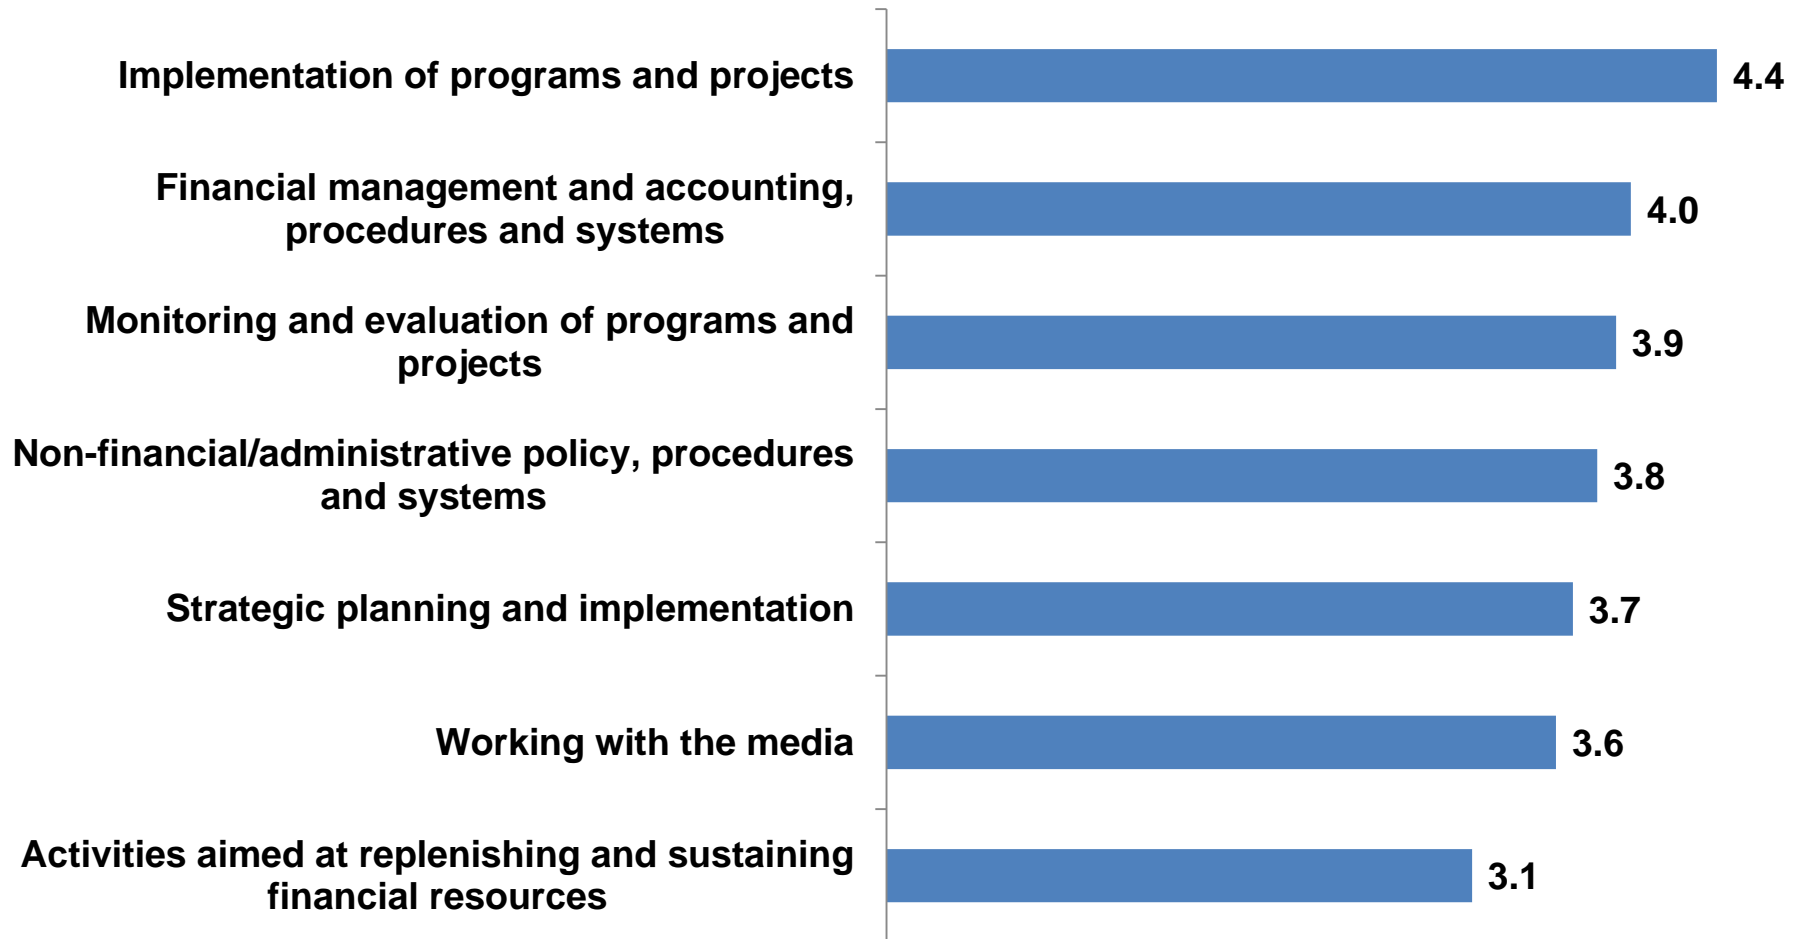 Implementation of programs and projects
4.4
Financial management and accounting,
procedures and systems
4.0
Monitoring and evaluation of programs and
projects
3.9
Non-financial/administrative policy, procedures
and systems
3.8
Strategic planning and implementation
3.7
Working with the media
3.6
Activities aimed at replenishing and sustaining
financial resources
3.1